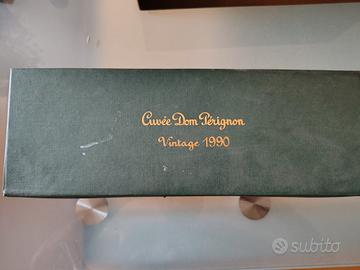 Cuvée Dom Pérignon
Vintage 1990
subito